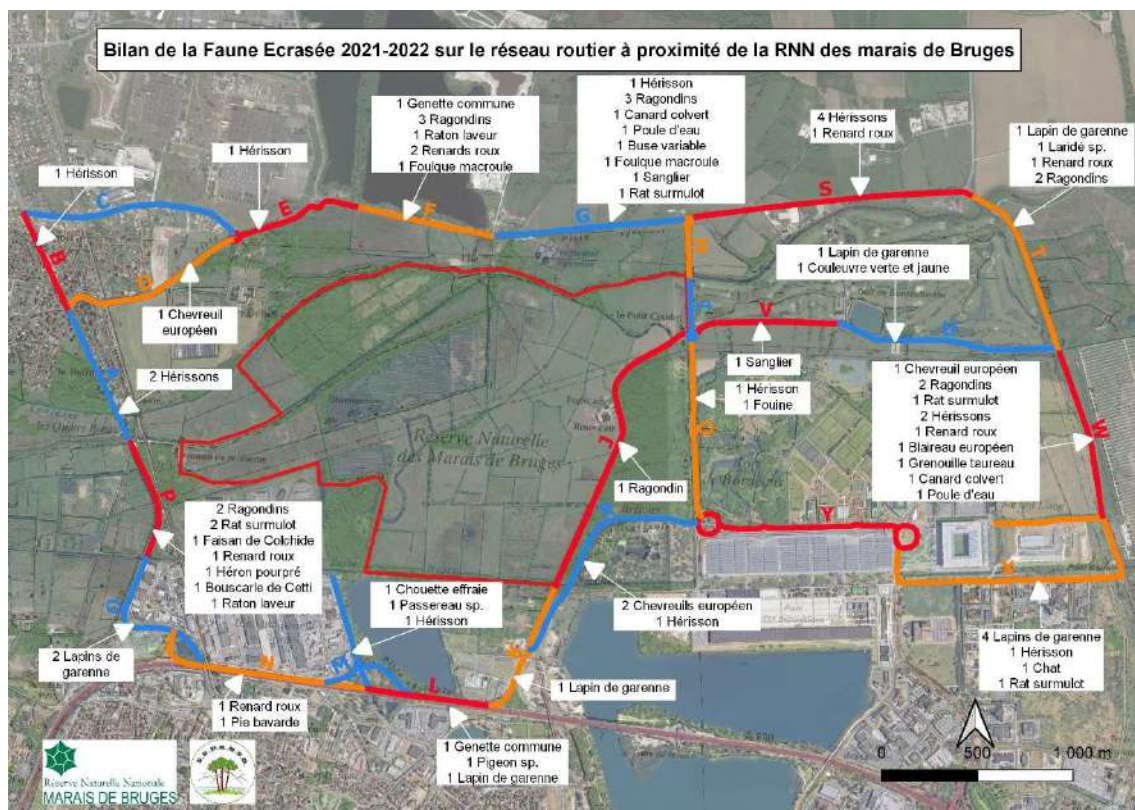 Bilan de la Faune Ecrasée 2021-2022 sur le réseau routier à proximité de la RNN des marais de Bruges
1 Hérisson
1 Hérisson
1 Genette commune
3 Ragondins
1 Raton laveur
2 Renards roux
1 Foulque macroule
1 Hérisson
3 Ragondins
1 Canard colvert
1 Poule d'eau
1 Buse variable
1 Foulque macroule
1 Sanglier
1 Rat surmulot
4 Hérissons
1 Renard roux
1 Lapin de garenne
1 Laridé sp.
1 Renard roux
2 Ragondins
C
E
F
G
S
B
D
T
1 Lapin de garenne
1 Couleuvre verte et jaune
1 Chevreuil
européen
le Petit Coude
V
U
2 Hérissons
1 Sanglier
1 Hérisson
1 Fouine
1 Chevreuil européen
2 Ragondins
1 Rat surmulot
2 Hérissons
1 Renard roux
1 Blaireau européen
1 Grenouille taureau
1 Canard colvert
1 Poule d'eau
W
Réserve Naturelle
des Marais de Bruges
J
1 Ragondin
P
Y
2 Ragondins
2 Rat surmulot
1 Faisan de Colchide
1 Renard roux
1 Héron pourpré
1 Bouscarle de Cetti
1 Raton laveur
1 Chouette effraie
1 Passereau sp.
1 Hérisson
2 Chevreuils européen
1 Hérisson
X
2 Lapins de
garenne
4 Lapins de garenne
1 Hérisson
1 Chat
1 Rat surmulot
N
M
L
K
1 Lapin de garenne
1 Renard roux
1 Pie bavarde
1 Genette commune
1 Pigeon sp.
1 Lapin de garenne
0 500 1 000 m
Réserve Naturelle Nationale
MARAIS DE BRUGES